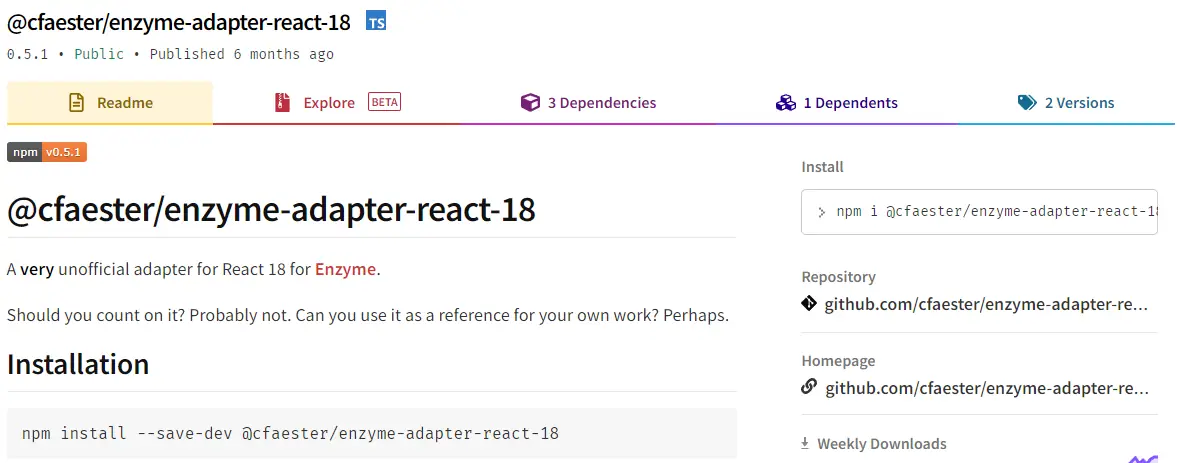 @cfaester/enzyme-adapter-react-18 TS
0.5.1 • Public • Published 6 months ago
Readme
Explore BETA
3 Dependencies
1 Dependents
2 Versions
npm v0.5.1
@cfaester/enzyme-adapter-react-18
A very unofficial adapter for React 18 for Enzyme.
Should you count on it? Probably not. Can you use it as a reference for your own work? Perhaps.
Installation
npm install --save-dev @cfaester/enzyme-adapter-react-18
Install
> npm i @cfaester/enzyme-adapter-react-18
Repository
github.com/cfaester/enzyme-adapter-re...
Homepage
github.com/cfaester/enzyme-adapter-re...
Weekly Downloads